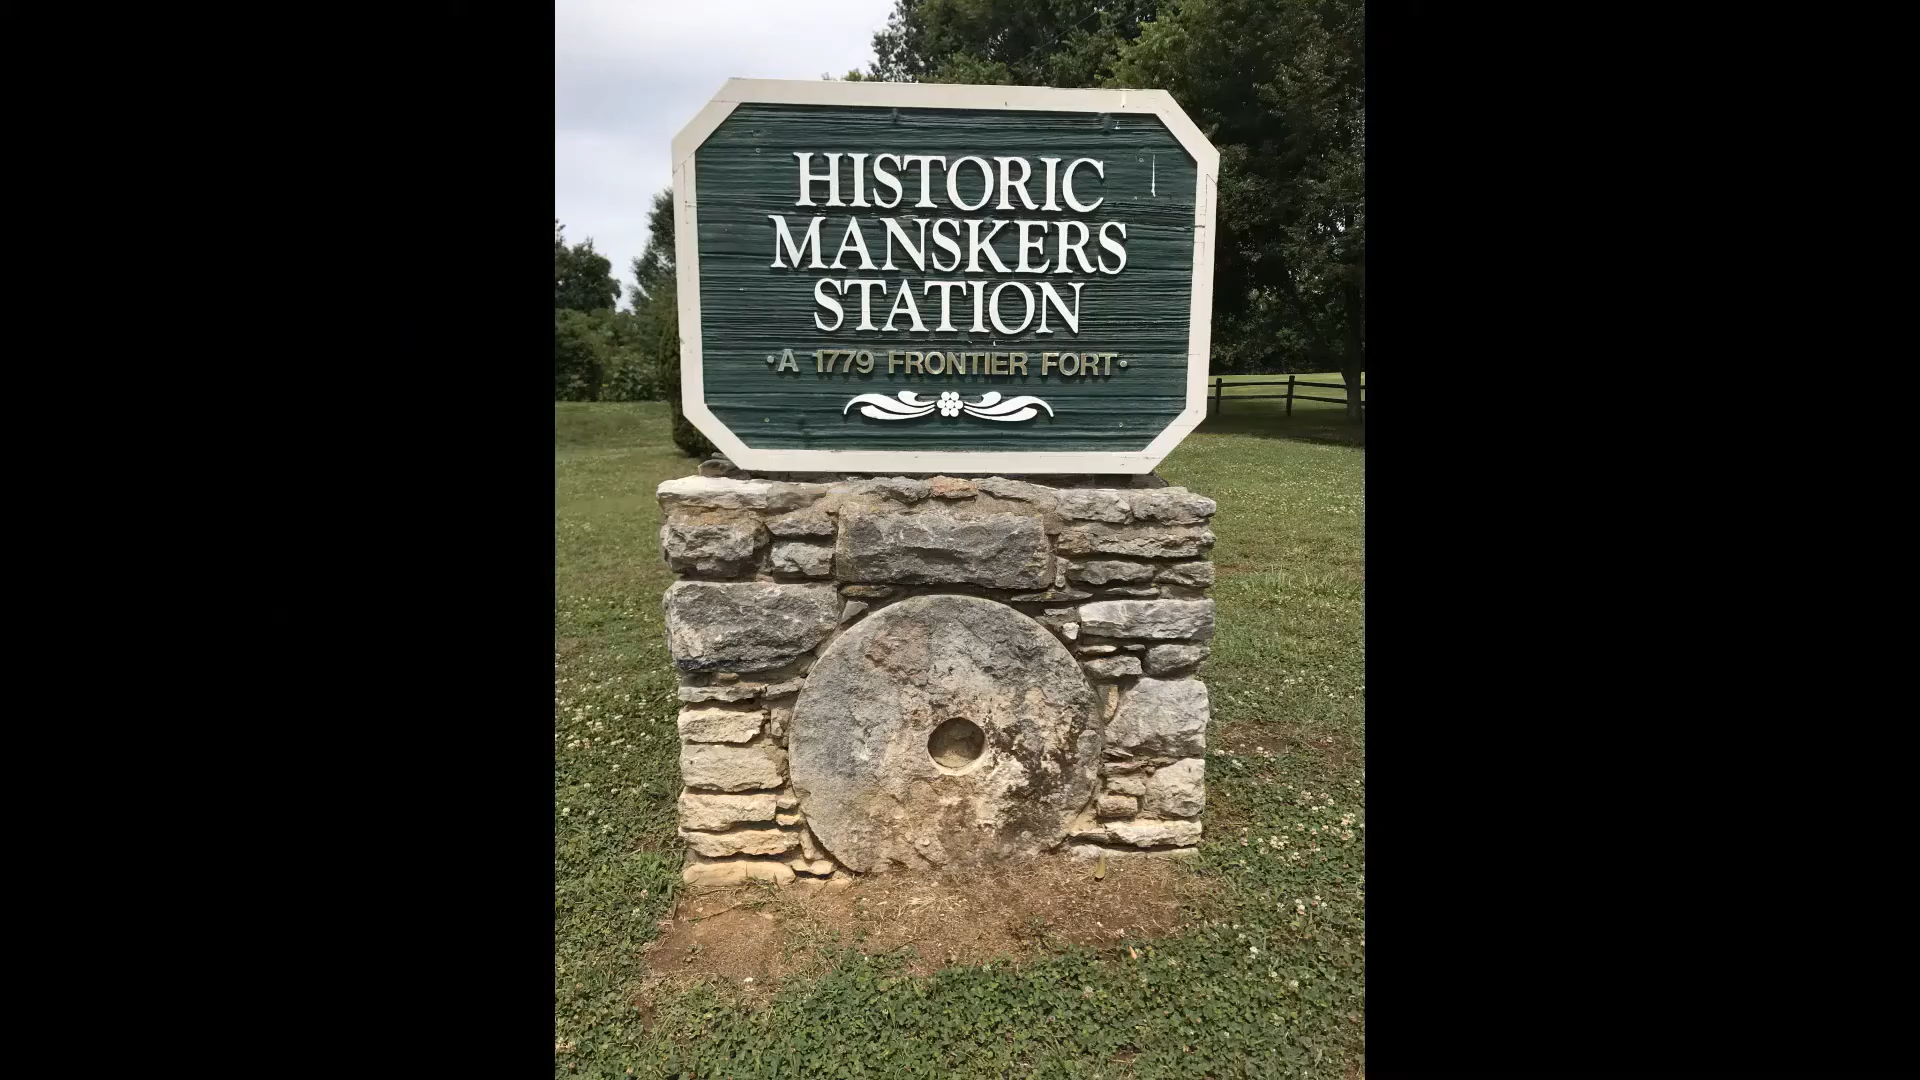 HISTORIC
MANSKERS
STATION
·A 1779 FRONTIER FORT·